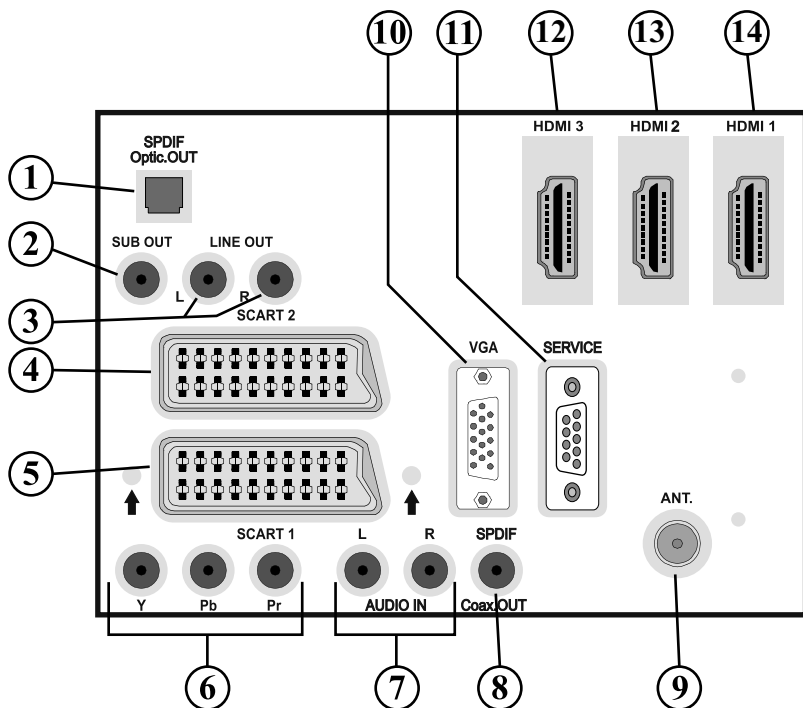 10 11 12 13 14
HDMI 3 HDMI 2 HDMI 1
SPDIF
Optic.OUT
1
2
SUB OUT LINE OUT
L R
3
SCART 2
4
VGA SERVICE
5
ANT.
SCART 1 L R SPDIF
Y Pb Pr AUDIO IN Coax.OUT
6 7 8 9